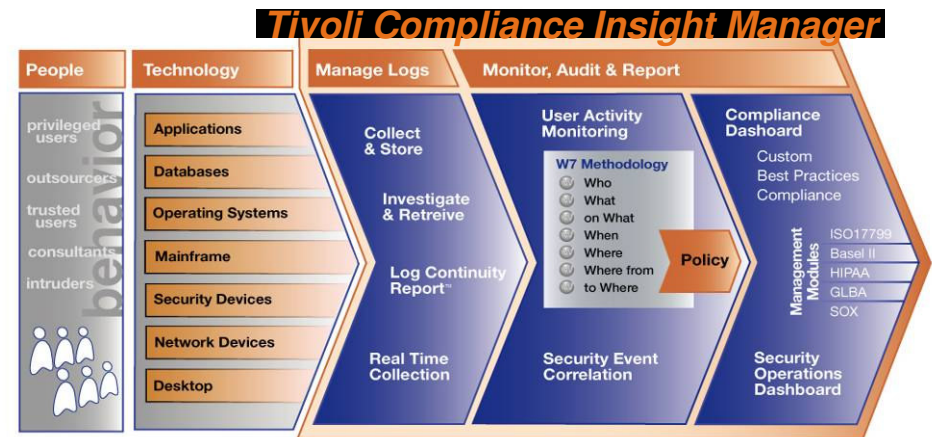 Tivoli Compliance Insight Manager
People
Technology
Manage Logs
Monitor, Audit & Report
behavior
privileged
users
outsourcers
trusted
users
consultants
intruders
Applications
Databases
Operating Systems
Mainframe
Security Devices
Network Devices
Desktop
Collect
& Store
Investigate
& Retreive
Log Continuity
Report™
Real Time
Collection
User Activity
Monitoring
W7 Methodology
Who
What
on What
When
Where
Where from
to Where
Policy
Security Event
Correlation
Compliance
Dashoard
Custom
Best Practices
Compliance
Management
Modules
ISO17799
Basel II
HIPAA
GLBA
SOX
Security
Operations
Dashboard